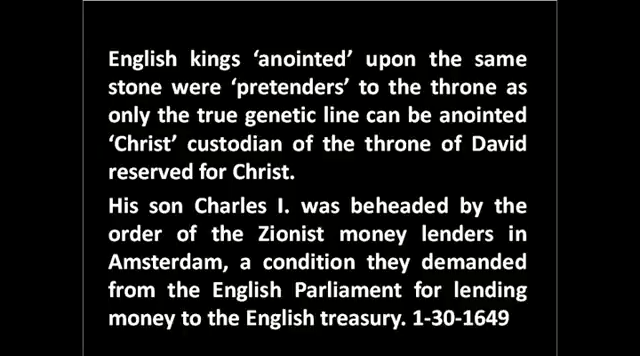 English kings ‘anointed’ upon the same
stone were ‘pretenders’ to the throne as
only the true genetic line can be anointed
‘Christ’ custodian of the throne of David
reserved for Christ.
His son Charles I. was beheaded by the
order of the Zionist money lenders in
Amsterdam, a condition they demanded
from the English Parliament for lending
money to the English treasury. 1-30-1649